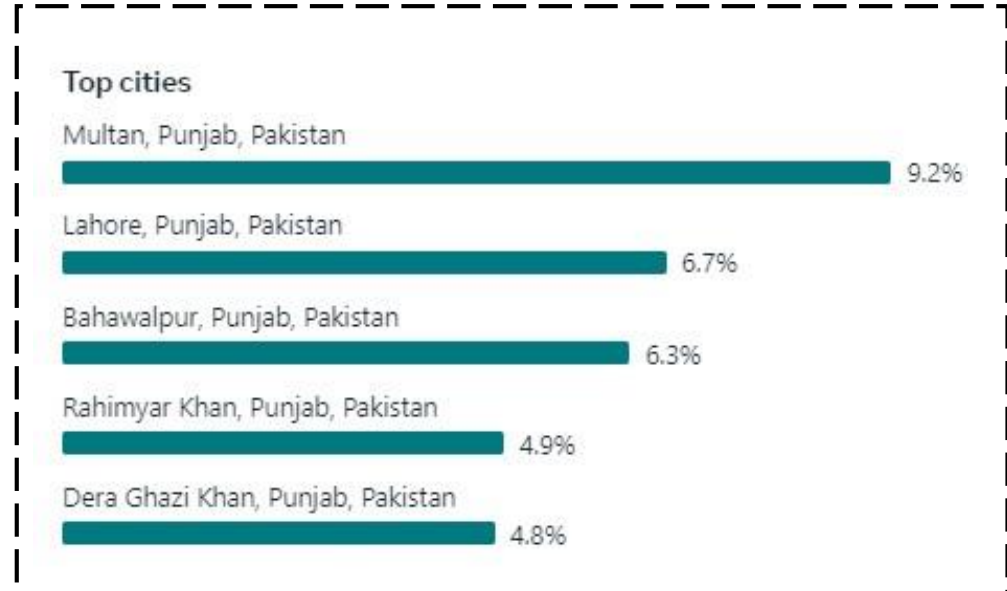 Top cities
Multan, Punjab, Pakistan
9.2%
Lahore, Punjab, Pakistan
6.7%
Bahawalpur, Punjab, Pakistan
6.3%
Rahimyar Khan, Punjab, Pakistan
4.9%
Dera Ghazi Khan, Punjab, Pakistan
4.8%